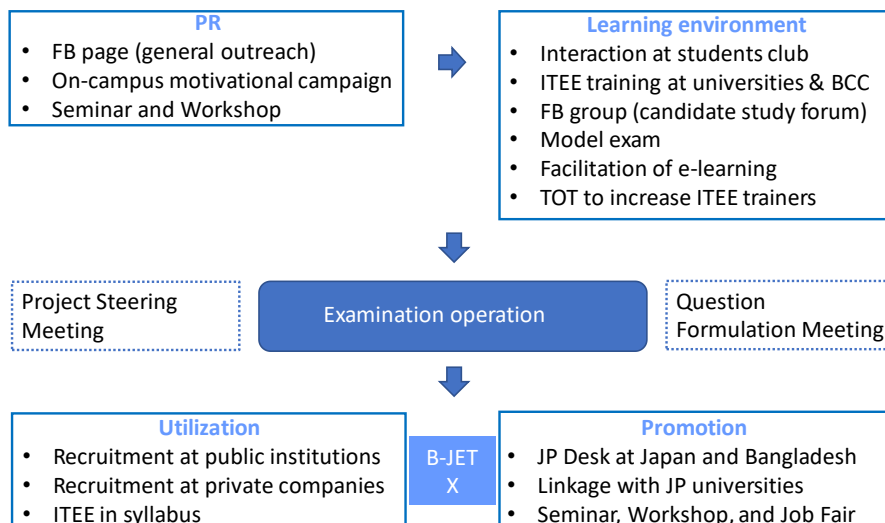 PR
• FB page (general outreach)
• On-campus motivational campaign
• Seminar and Workshop
Learning environment
• Interaction at students club
• ITEE training at universities & BCC
• FB group (candidate study forum)
• Model exam
• Facilitation of e-learning
• TOT to increase ITEE trainers
Project Steering
Meeting
Examination operation
Question
Formulation Meeting
Utilization
• Recruitment at public institutions
• Recruitment at private companies
• ITEE in syllabus
B-JET
X
Promotion
• JP Desk at Japan and Bangladesh
• Linkage with JP universities
• Seminar, Workshop, and Job Fair